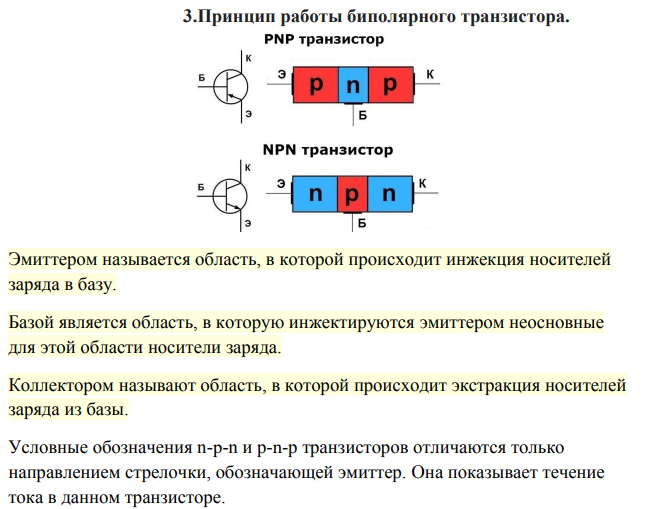 3.Принцип работы биполярного транзистора.
PNP транзистор
К
Б
Э
Э
p n p
К
Б
NPN транзистор
К
Б
Э
Э
n p n
К
Б
Эмиттером называется область, в которой происходит инжекция носителей
заряда в базу.
Базой является область, в которую инжектируются эмиттером неосновные
для этой области носители заряда.
Коллектором называют область, в которой происходит экстракция носителей
заряда из базы.
Условные обозначения n-p-n и p-n-p транзисторов отличаются только
направлением стрелочки, обозначающей эмиттер. Она показывает течение
тока в данном транзисторе.